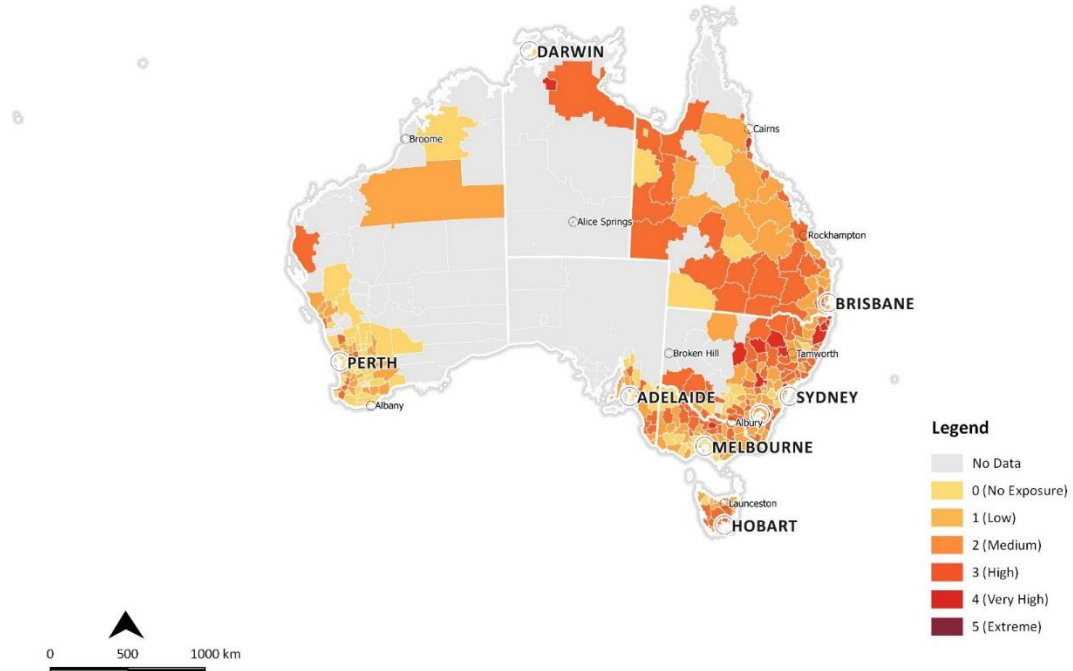 DARWIN
Broome
Cairns
Alice Springs
Rockhampton
BRISBANE
Broken Hill
Tamworth
PERTH
ADELAIDE
SYDNEY
Albany
Albury
MELBOURNE
Launceston
HOBART
Legend
No Data
0 (No Exposure)
1 (Low)
2 (Medium)
3 (High)
4 (Very High)
5 (Extreme)
0 500 1000 km